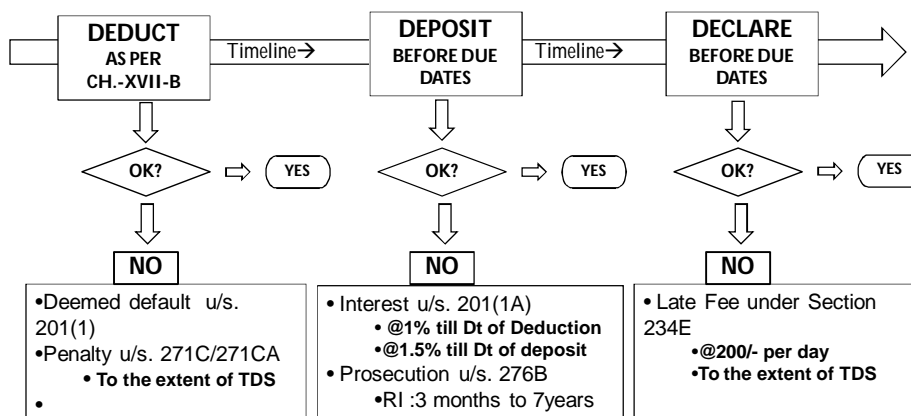 DEDUCT
AS PER
CH.-XVII-B
Timeline→
DEPOSIT
BEFORE DUE
DATES
Timeline→
DECLARE
BEFORE DUE
DATES
OK?
YES
OK?
YES
OK?
YES
NO
NO
NO
•Deemed default u/s.
201(1)
•Penalty u/s. 271C/271CA
• To the extent of TDS
•
• Interest u/s. 201(1A)
• @1% till Dt of Deduction
•@1.5% till Dt of deposit
• Prosecution u/s. 276B
•RI :3 months to 7years
• Late Fee under Section
234E
•@200/- per day
•To the extent of TDS